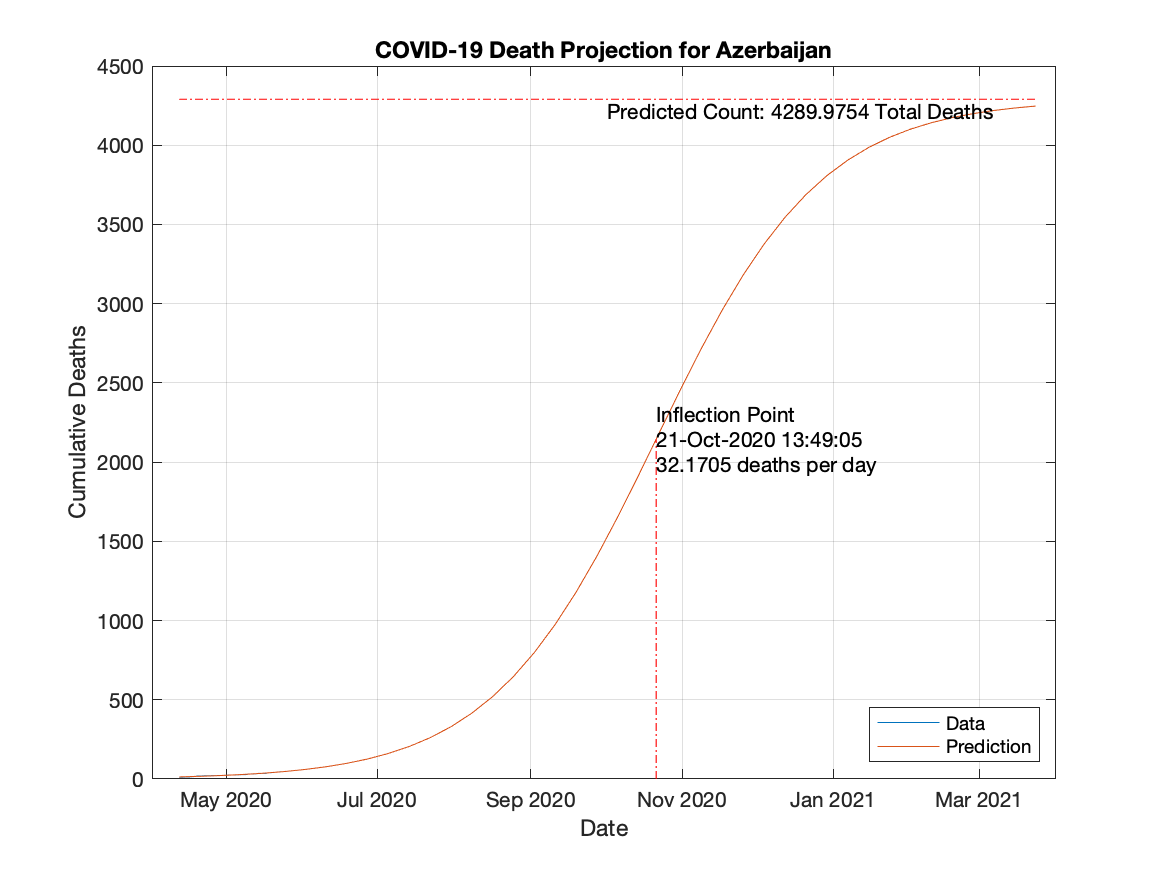 COVID-19 Death Projection for Azerbaijan
4500
Predicted Count: 4289.9754 Total Deaths
4000
3500
3000
2500
Inflection Point
21-Oct-2020 13:49:05
32.1705 deaths per day
2000
1500
1000
500
0
Cumulative Deaths
Data
Prediction
May 2020
Jul 2020
Sep 2020
Nov 2020
Jan 2021
Mar 2021
Date